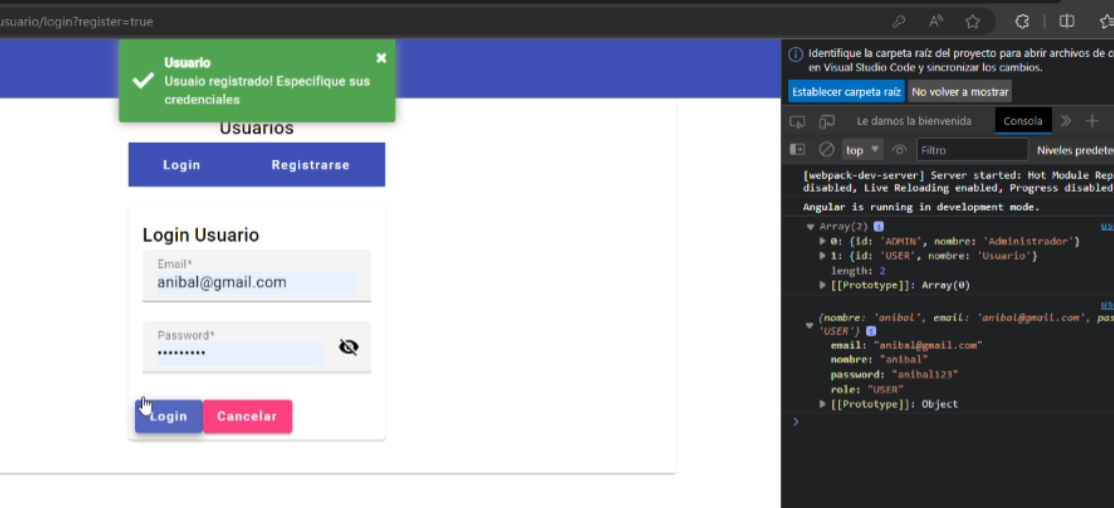 usuario/login?register=true
Usuario
Usuaio registrado! Especifique sus
credenciales
Usuarios
Login Registrarse
Login Usuario
Email*
anibal@gmail.com
Password*
•••••••••
Login Cancelar
Identifique la carpeta raíz del proyecto para abrir archivos de
en Visual Studio Code y sincronizar los cambios.
Establecer carpeta raíz No volver a mostrar
Le damos la bienvenida Consola
top Filtro Niveles predete
[webpack-dev-server] Server started: Hot Module Rep
disabled, Live Reloading enabled, Progress disabled
Angular is running in development mode.
Array(2)
0: {id: 'ADMIN', nombre: 'Administrador'}
1: {id: 'USER', nombre: 'Usuario'}
length: 2
[[Prototype]]: Array(0)
{nombre: 'anibal', email: 'anibal@gmail.com', pas
'USER'}
email: "anibal@gmail.com"
nombre: "anibal"
password: "anibal123"
role: "USER"
[[Prototype]]: Object